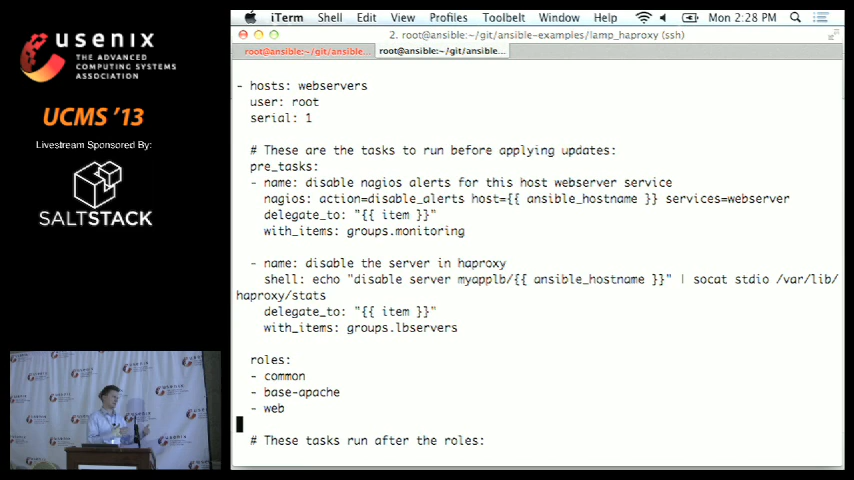 usenix
THE ADVANCED
COMPUTING SYSTEMS
ASSOCIATION
UCMS '13
Livestream Sponsored By:
SALTSTACK
iTerm Shell Edit View Profiles Toolbelt Window Help Mon 2:28 PM
2. root@ansible:~/git/ansible-examples/lamp_haproxy (ssh)
root@ansible:~/git/ansible... root@ansible:~/git/ansible...
- hosts: webservers
user: root
serial: 1
# These are the tasks to run before applying updates:
pre_tasks:
- name: disable nagios alerts for this host webserver service
nagios: action=disable_alerts host={{ ansible_hostname }} services=webserver
delegate_to: "{{ item }}"
with_items: groups.monitoring
- name: disable the server in haproxy
shell: echo "disable server myapplb/{{ ansible_hostname }}" | socat stdio /var/lib/
haproxy/stats
delegate_to: "{{ item }}"
with_items: groups.lbservers
roles:
- common
- base-apache
- web
# These tasks run after the roles: